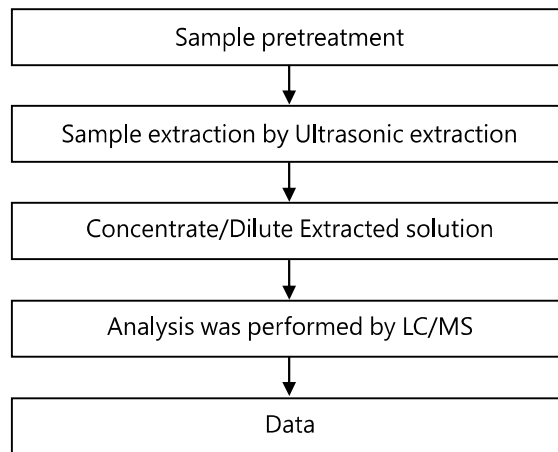 Sample pretreatment
Sample extraction by Ultrasonic extraction
Concentrate/Dilute Extracted solution
Analysis was performed by LC/MS
Data